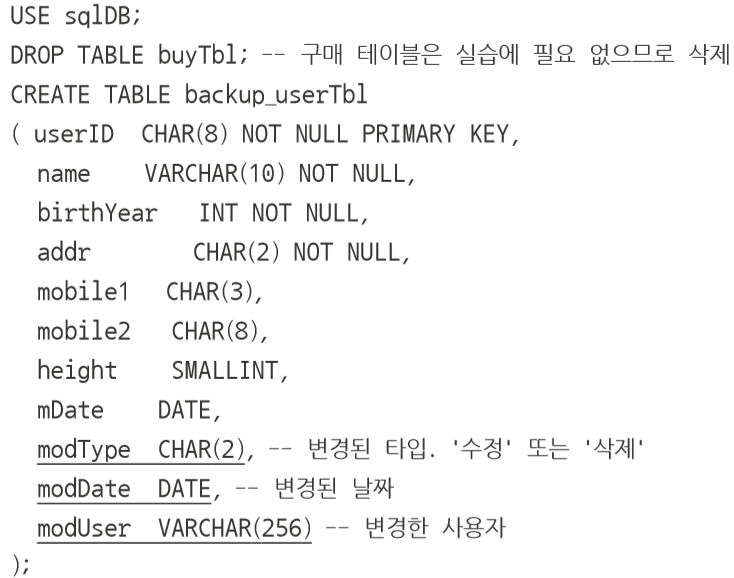 USE sqlDB;
DROP TABLE buyTbl; -- 구매 테이블은 실습에 필요 없으므로 삭제
CREATE TABLE backup_userTbl
( userID  CHAR(8) NOT NULL PRIMARY KEY,
  name    VARCHAR(10) NOT NULL,
  birthYear   INT NOT NULL,
  addr       CHAR(2) NOT NULL,
  mobile1   CHAR(3),
  mobile2   CHAR(8),
  height    SMALLINT,
  mDate    DATE,
  modType  CHAR(2), -- 변경된 타입. '수정' 또는 '삭제'
  modDate  DATE, -- 변경된 날짜
  modUser  VARCHAR(256) -- 변경한 사용자
);